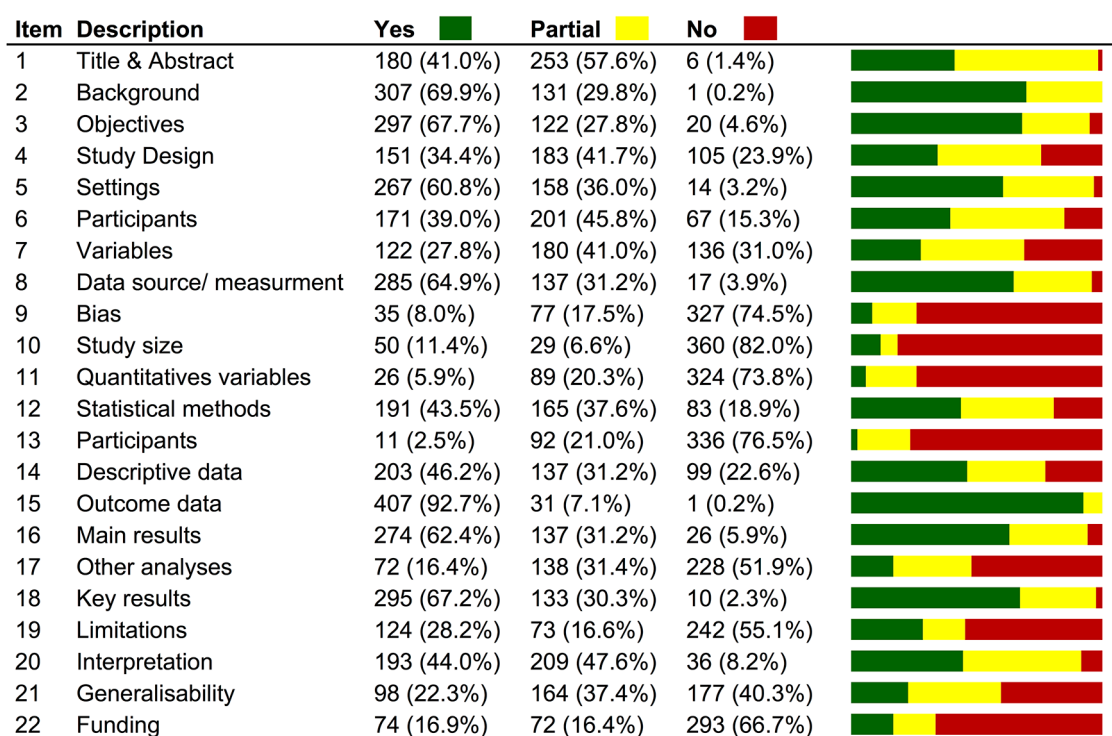 Item Description Yes Partial No
1 Title & Abstract 180 (41.0%) 253 (57.6%) 6 (1.4%)
2 Background 307 (69.9%) 131 (29.8%) 1 (0.2%)
3 Objectives 297 (67.7%) 122 (27.8%) 20 (4.6%)
4 Study Design 151 (34.4%) 183 (41.7%) 105 (23.9%)
5 Settings 267 (60.8%) 158 (36.0%) 14 (3.2%)
6 Participants 171 (39.0%) 201 (45.8%) 67 (15.3%)
7 Variables 122 (27.8%) 180 (41.0%) 136 (31.0%)
8 Data source/ measurment 285 (64.9%) 137 (31.2%) 17 (3.9%)
9 Bias 35 (8.0%) 77 (17.5%) 327 (74.5%)
10 Study size 50 (11.4%) 29 (6.6%) 360 (82.0%)
11 Quantitatives variables 26 (5.9%) 89 (20.3%) 324 (73.8%)
12 Statistical methods 191 (43.5%) 165 (37.6%) 83 (18.9%)
13 Participants 11 (2.5%) 92 (21.0%) 336 (76.5%)
14 Descriptive data 203 (46.2%) 137 (31.2%) 99 (22.6%)
15 Outcome data 407 (92.7%) 31 (7.1%) 1 (0.2%)
16 Main results 274 (62.4%) 137 (31.2%) 26 (5.9%)
17 Other analyses 72 (16.4%) 138 (31.4%) 228 (51.9%)
18 Key results 295 (67.2%) 133 (30.3%) 10 (2.3%)
19 Limitations 124 (28.2%) 73 (16.6%) 242 (55.1%)
20 Interpretation 193 (44.0%) 209 (47.6%) 36 (8.2%)
21 Generalisability 98 (22.3%) 164 (37.4%) 177 (40.3%)
22 Funding 74 (16.9%) 72 (16.4%) 293 (66.7%)